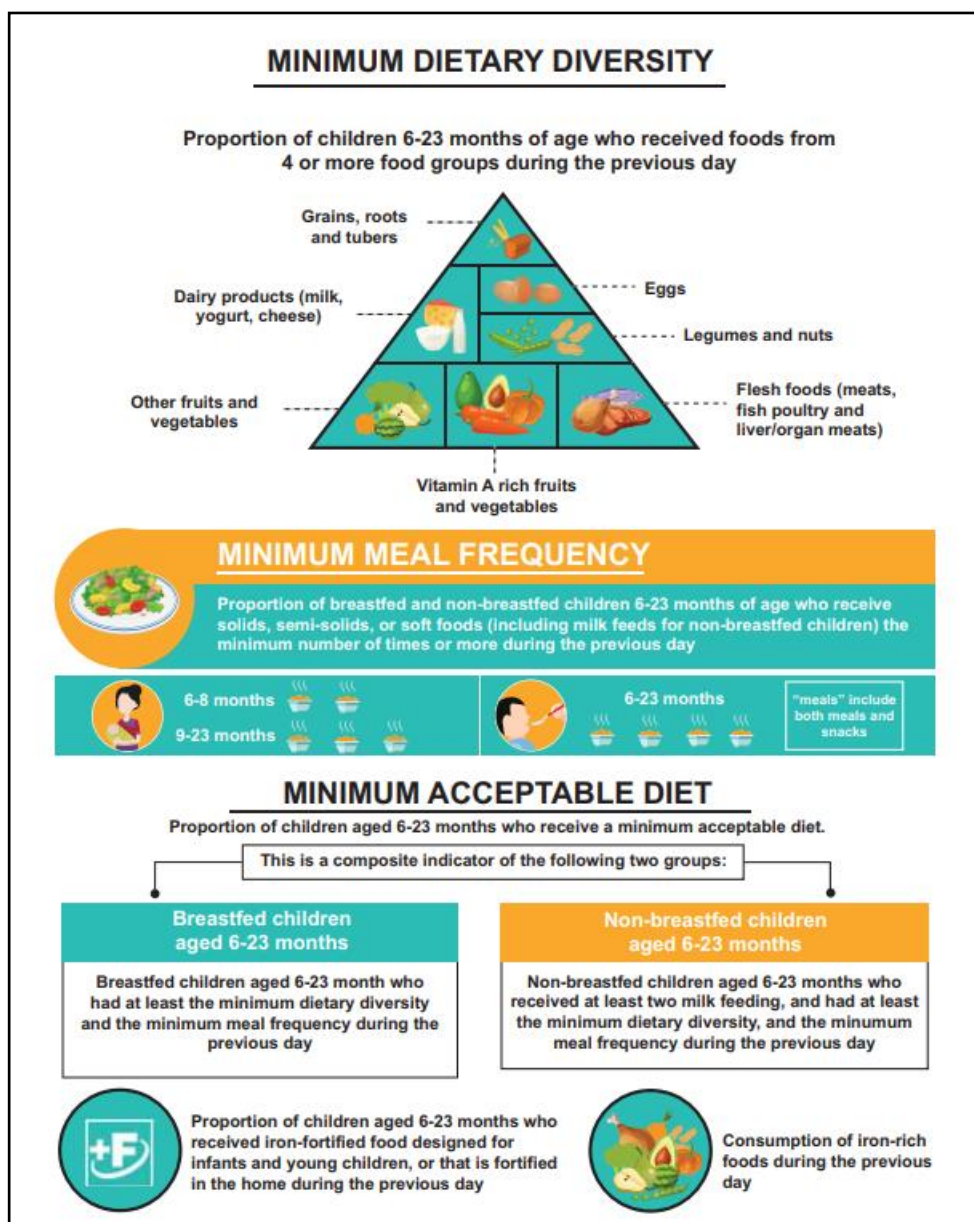 MINIMUM DIETARY DIVERSITY
Proportion of children 6-23 months of age who received foods from
4 or more food groups during the previous day
Grains, roots
and tubers
Dairy products (milk,
yogurt, cheese)
Eggs
Legumes and nuts
Other fruits and
vegetables
Flesh foods (meats,
fish poultry and
liver/organ meats)
Vitamin A rich fruits
and vegetables
MINIMUM MEAL FREQUENCY
Proportion of breastfed and non-breastfed children 6-23 months of age who receive
solids, semi-solids, or soft foods (including milk feeds for non-breastfed children) the
minimum number of times or more during the previous day
6-8 months
9-23 months
6-23 months
"meals" include
both meals and
snacks
MINIMUM ACCEPTABLE DIET
Proportion of children aged 6-23 months who receive a minimum acceptable diet.
This is a composite indicator of the following two groups:
Breastfed children
aged 6-23 months
Breastfed children aged 6-23 month who
had at least the minimum dietary diversity
and the minimum meal frequency during the
previous day
Non-breastfed children
aged 6-23 months
Non-breastfed children aged 6-23 months who
received at least two milk feeding, and had at least
the minimum dietary diversity, and the minumum
meal frequency during the previous day
+F
Proportion of children aged 6-23 months who
received iron-fortified food designed for
infants and young children, or that is fortified
in the home during the previous day
Consumption of iron-rich
foods during the previous
day